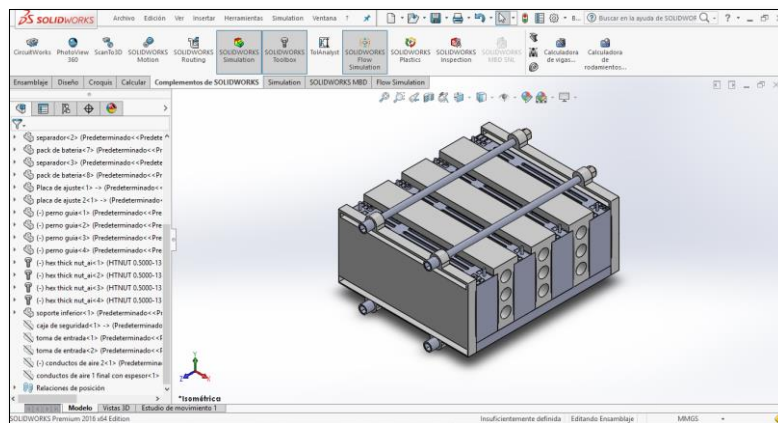 SOLIDWORKS Archivo Edición Ver Insertar Herramientas Simulation Ventana ? Buscar en la ayuda de SOLIDWOR
CircuitWorks PhotoView 360 ScanTo3D SOLIDWORKS Motion SOLIDWORKS Routing SOLIDWORKS Simulation SOLIDWORKS Toolbox TolAnalyst SOLIDWORKS Flow Simulation SOLIDWORKS Plastics SOLIDWORKS Inspection SOLIDWORKS MBD SNL Calculadora de vigas... Calculadora de rodamientos...
Ensamblaje Diseño Croquis Calcular Complementos de SOLIDWORKS Simulation SOLIDWORKS MBD Flow Simulation
separador<2> (Predeterminado<<Predete
pack de bateria<7> (Predeterminado<<Pr
separador<3> (Predeterminado<<Predete
pack de bateria<8> (Predeterminado<<Pr
Placa de ajuste<1> -> (Predeterminado<
placa de ajuste 2<1> -> (Predeterminado<
(-) perno guia<1> (Predeterminado<<Pre
(-) perno guia<2> (Predeterminado<<Pre
(-) perno guia<3> (Predeterminado<<Pre
(-) perno guia<4> (Predeterminado<<Pre
(-) hex thick nut_ai<1> (HTNUT 0.5000-13
(-) hex thick nut_ai<2> (HTNUT 0.5000-13
(-) hex thick nut_ai<3> (HTNUT 0.5000-13
(-) hex thick nut_ai<4> (HTNUT 0.5000-13
soporte inferior<1> (Predeterminado<<Pr
caja de seguridad<1> -> (Predeterminado
toma de entrada<1> (Predeterminado<<F
toma de entrada<2> (Predeterminado<<F
(-) conductos de aire 2<1> (Predetermina
conductos de aire 1 final con espesor<1>
Relaciones de posición
*Isométrica
Modelo Vistas 3D Estudio de movimiento 1
SOLIDWORKS Premium 2016 x64 Edition Insuficientemente definida Editando Ensamblaje MMGS